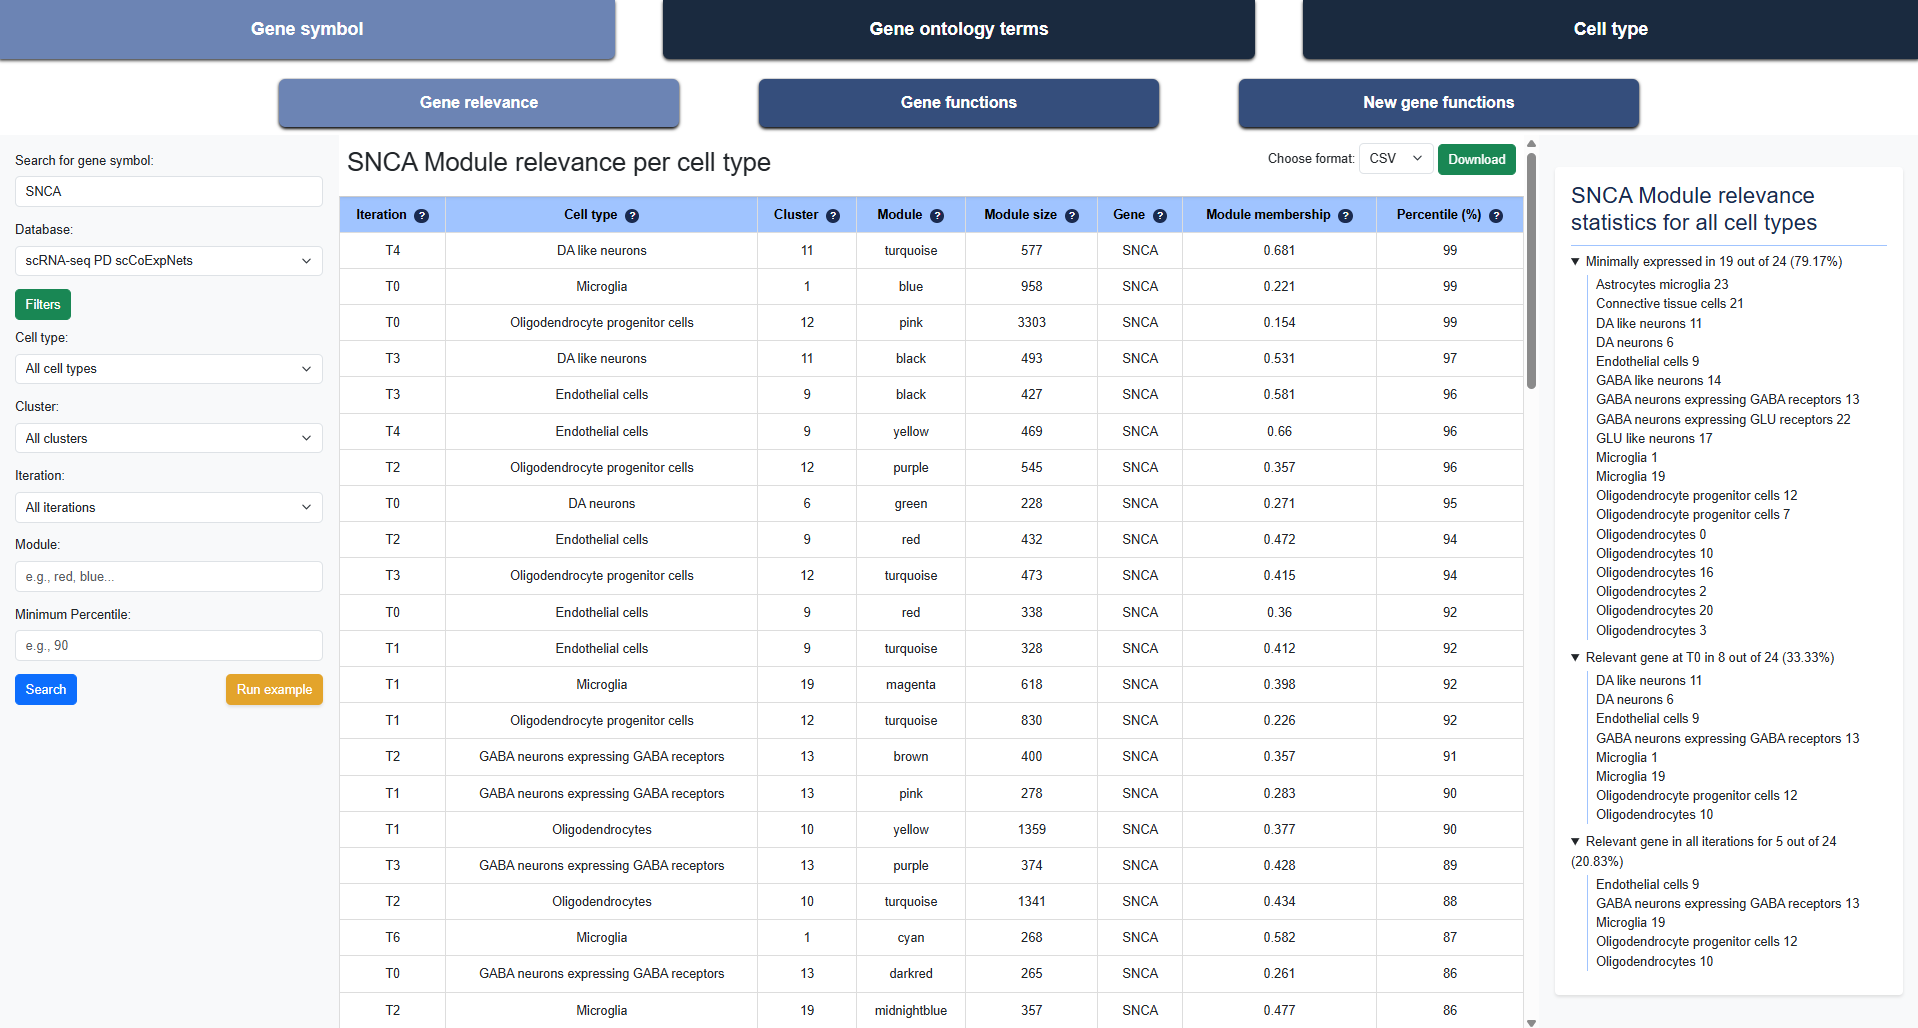 Gene symbol
Gene ontology terms
Cell type
Gene relevance
Gene functions
New gene functions
Search for gene symbol:
SNCA
Database:
scRNA-seq PD scCoExpNets
Filters
Cell type:
All cell types
Cluster:
All clusters
Iteration:
All iterations
Module:
e.g., red, blue...
Minimum Percentile:
e.g., 90
Search
Run example
SNCA Module relevance per cell type
Choose format:
CSV
Download
Iteration ? Cell type ? Cluster ? Module ? Module size ? Gene ? Module membership ? Percentile (%) ?
T4 DA like neurons 11 turquoise 577 SNCA 0.681 99
T0 Microglia 1 blue 958 SNCA 0.221 99
T0 Oligodendrocyte progenitor cells 12 pink 3303 SNCA 0.154 99
T3 DA like neurons 11 black 493 SNCA 0.531 97
T3 Endothelial cells 9 black 427 SNCA 0.581 96
T4 Endothelial cells 9 yellow 469 SNCA 0.66 96
T2 Oligodendrocyte progenitor cells 12 purple 545 SNCA 0.357 96
T0 DA neurons 6 green 228 SNCA 0.271 95
T2 Endothelial cells 9 red 432 SNCA 0.472 94
T3 Oligodendrocyte progenitor cells 12 turquoise 473 SNCA 0.415 94
T0 Endothelial cells 9 red 338 SNCA 0.36 92
T1 Endothelial cells 9 turquoise 328 SNCA 0.412 92
T1 Microglia 19 magenta 618 SNCA 0.398 92
T1 Oligodendrocyte progenitor cells 12 turquoise 830 SNCA 0.226 92
T2 GABA neurons expressing GABA receptors 13 brown 400 SNCA 0.357 91
T1 GABA neurons expressing GABA receptors 13 pink 278 SNCA 0.283 90
T1 Oligodendrocytes 10 yellow 1359 SNCA 0.377 90
T3 GABA neurons expressing GABA receptors 13 purple 374 SNCA 0.428 89
T2 Oligodendrocytes 10 turquoise 1341 SNCA 0.434 88
T6 Microglia 1 cyan 268 SNCA 0.582 87
T0 GABA neurons expressing GABA receptors 13 darkred 265 SNCA 0.261 86
T2 Microglia 19 midnightblue 357 SNCA 0.477 86
SNCA Module relevance
statistics for all cell types
Minimally expressed in 19 out of 24 (79.17%)
Astrocytes microglia 23
Connective tissue cells 21
DA like neurons 11
DA neurons 6
Endothelial cells 9
GABA like neurons 14
GABA neurons expressing GABA receptors 13
GABA neurons expressing GLU receptors 22
GLU like neurons 17
Microglia 1
Microglia 19
Oligodendrocyte progenitor cells 12
Oligodendrocyte progenitor cells 7
Oligodendrocytes 0
Oligodendrocytes 10
Oligodendrocytes 16
Oligodendrocytes 2
Oligodendrocytes 20
Oligodendrocytes 3
Relevant gene at T0 in 8 out of 24 (33.33%)
DA like neurons 11
DA neurons 6
Endothelial cells 9
GABA neurons expressing GABA receptors 13
Microglia 1
Microglia 19
Oligodendrocyte progenitor cells 12
Oligodendrocytes 10
Relevant gene in all iterations for 5 out of 24
(20.83%)
Endothelial cells 9
GABA neurons expressing GABA receptors 13
Microglia 19
Oligodendrocyte progenitor cells 12
Oligodendrocytes 10